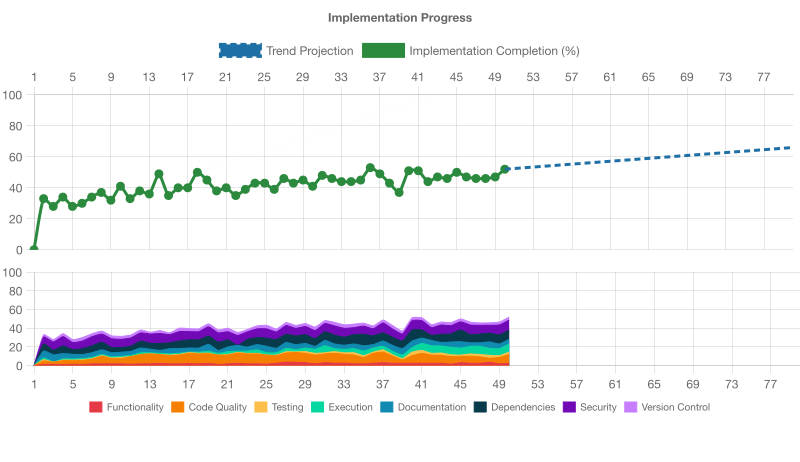 Implementation Progress
Trend Projection Implementation Completion (%)
1 5 9 13 17 21 25 29 33 37 41 45 49 53 57 61 65 69 73 77
100
80
60
40
20
0
100
80
60
40
20
0
1 5 9 13 17 21 25 29 33 37 41 45 49 53 57 61 65 69 73 77
Functionality Code Quality Testing Execution Documentation Dependencies Security Version Control